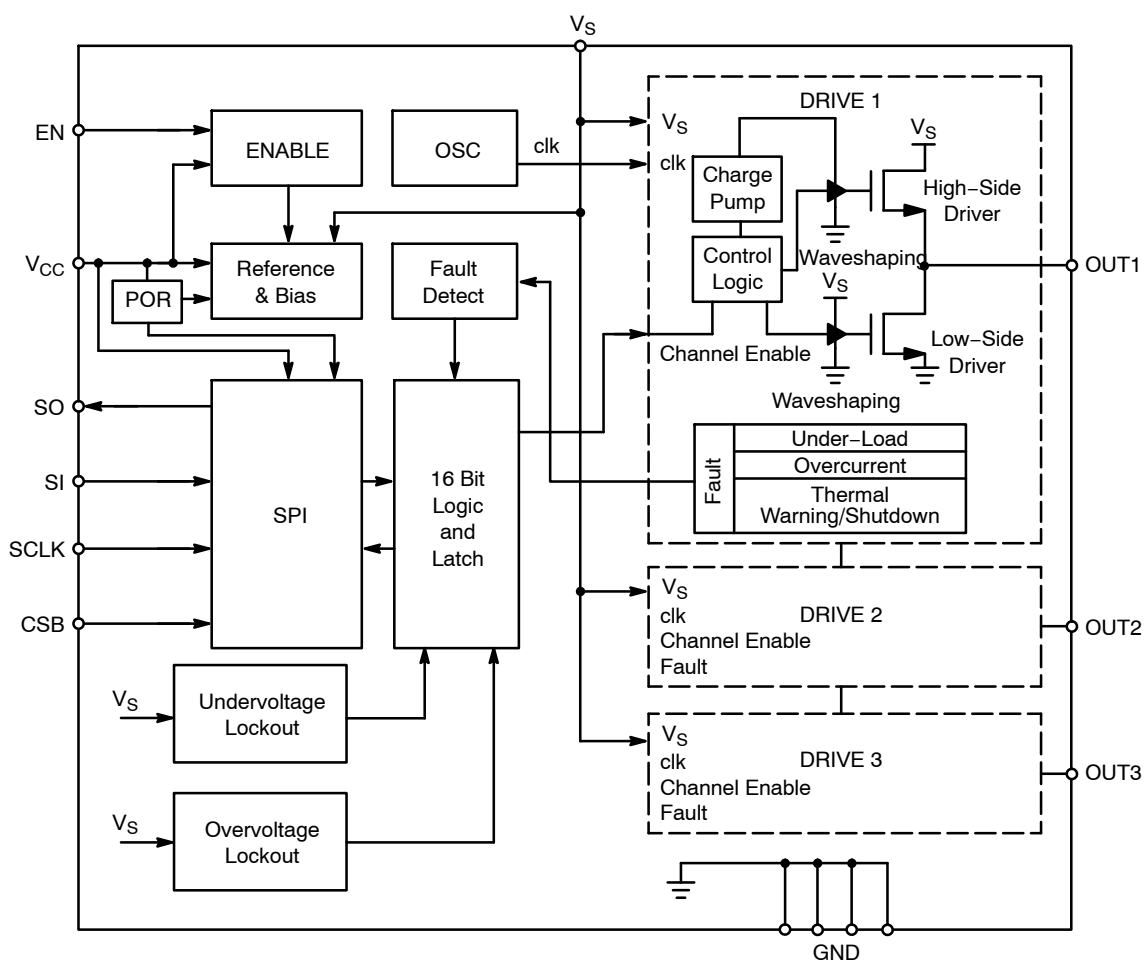 VS
EN
ENABLE
OSC
clk
VCC
POR
Reference
& Bias
Fault
Detect
SO
SI
SCLK
CSB
SPI
16 Bit
Logic
and
Latch
VS
Undervoltage
Lockout
VS
Overvoltage
Lockout
DRIVE 1
VS
clk
Charge
Pump
Control
Logic
VS
High−Side
Driver
Waveshaping
VS
Channel Enable
Low−Side
Driver
Waveshaping
Fault
Under−Load
Overcurrent
Thermal
Warning/Shutdown
OUT1
VS
clk
Channel Enable
Fault
DRIVE 2
OUT2
VS
clk
Channel Enable
Fault
DRIVE 3
OUT3
GND